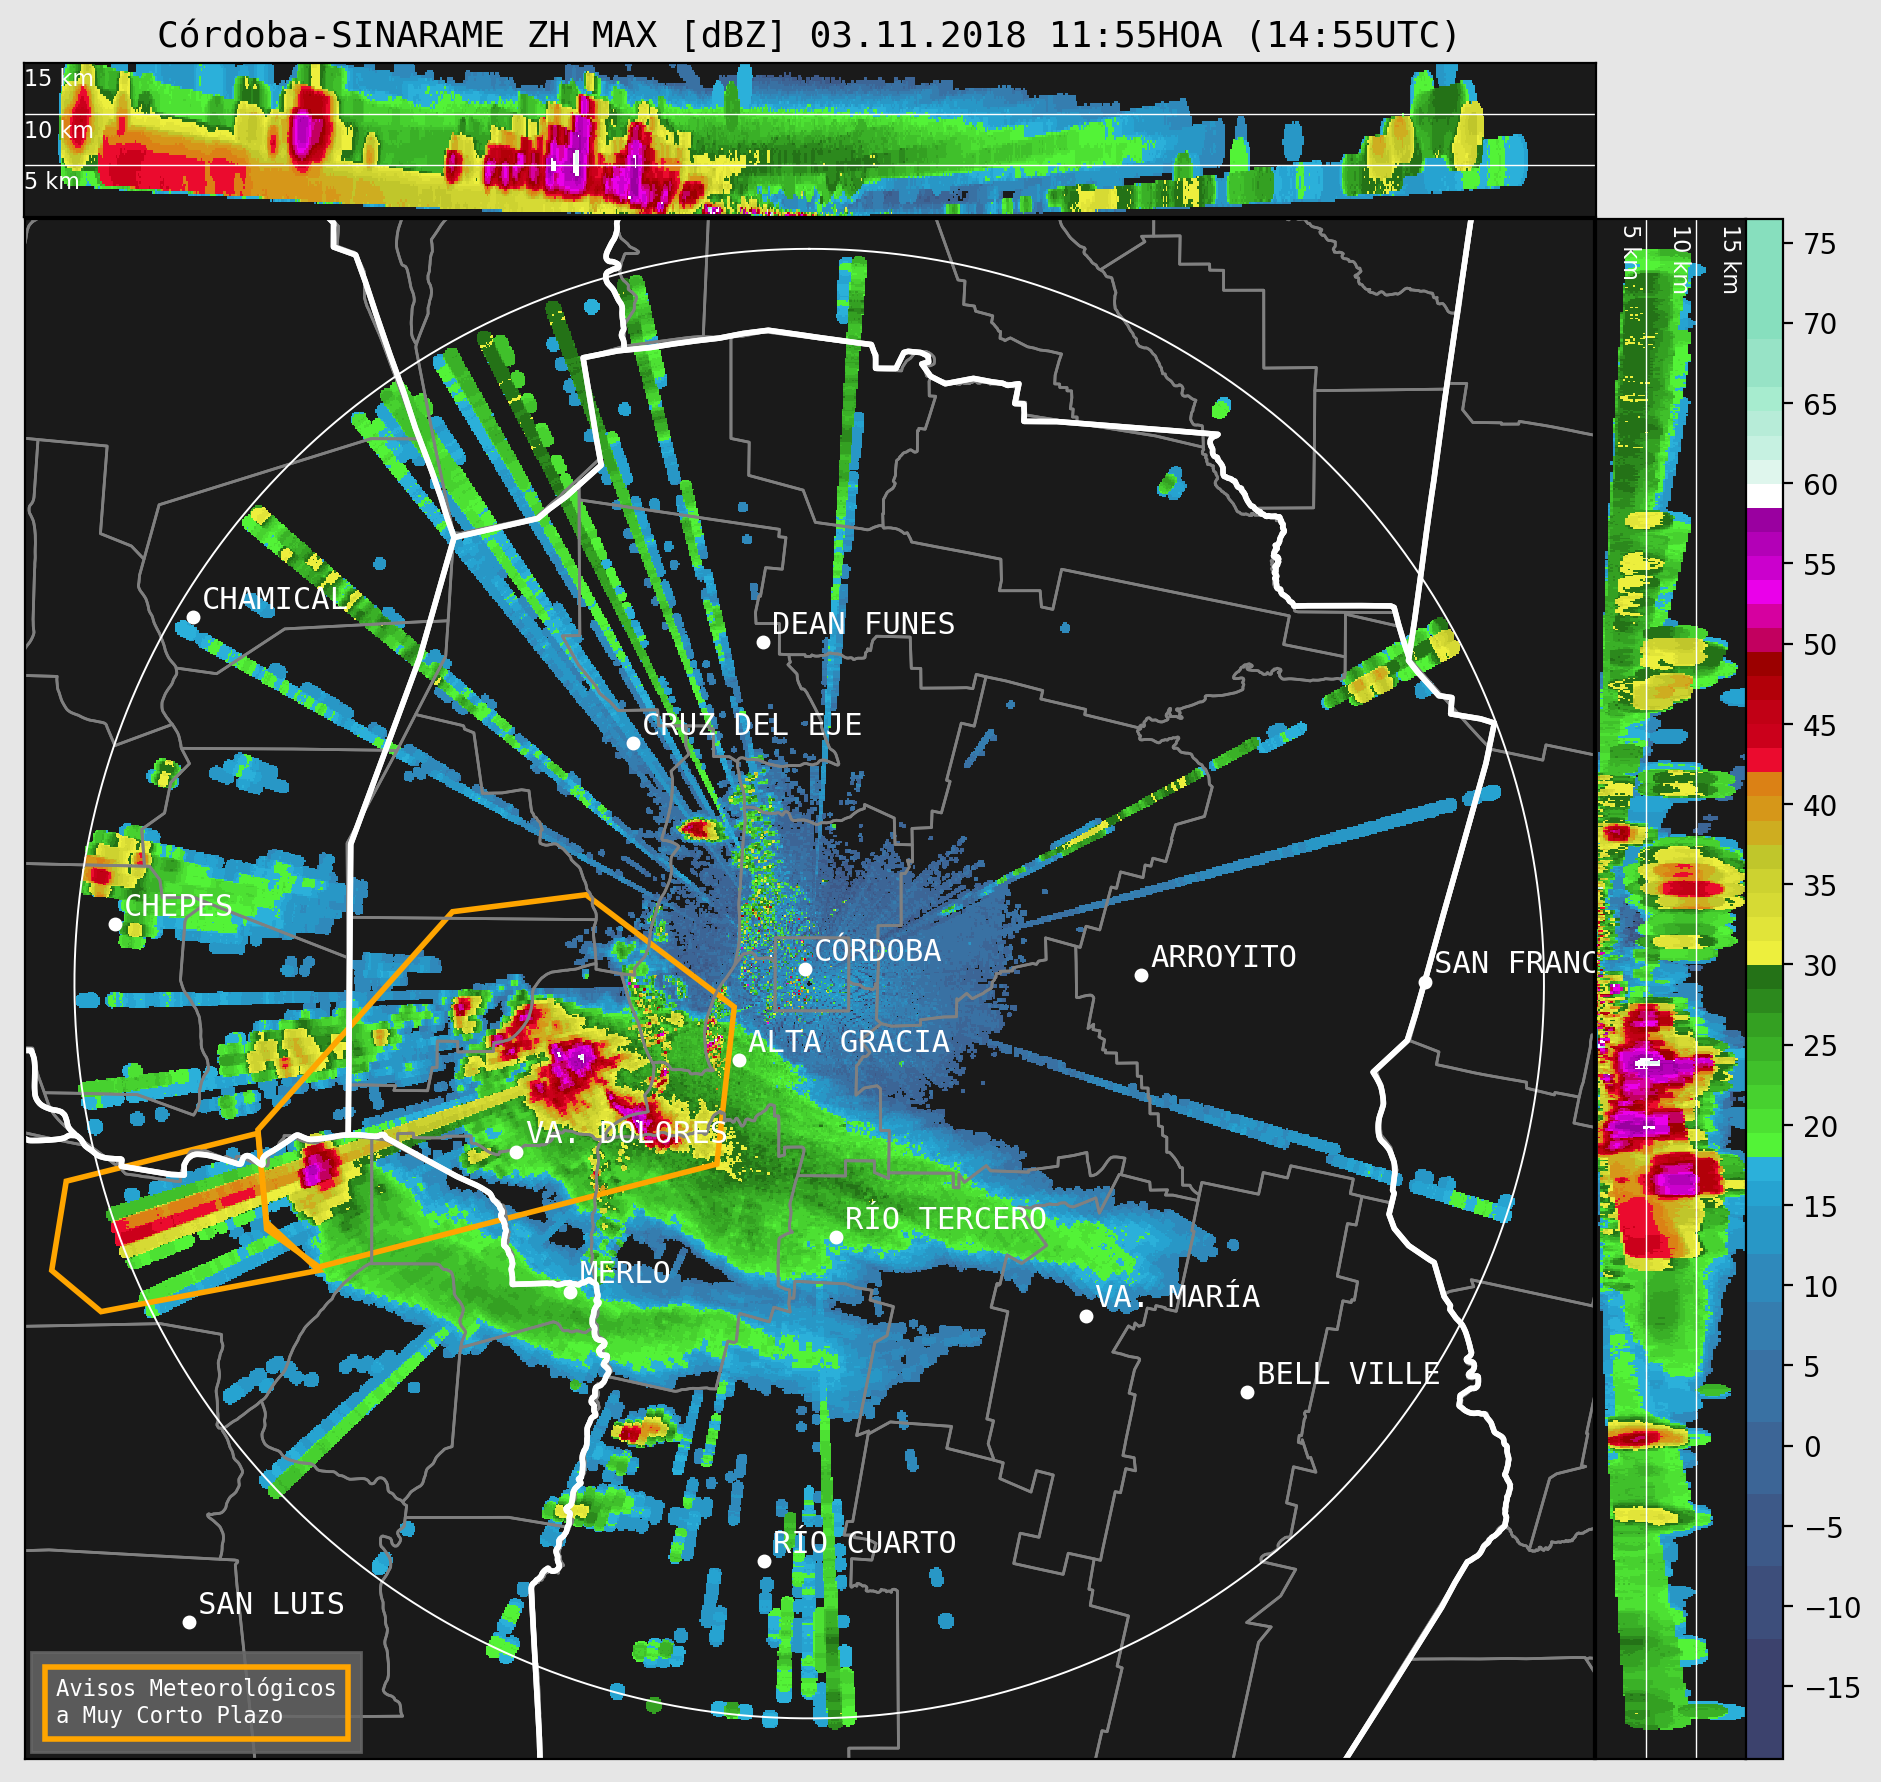 Córdoba-SINARAME ZH MAX [dBZ] 03.11.2018 11:55HOA (14:55UTC)
15 km
10 km
5 km
5 km
10 km
15 km
75
70
65
60
55
50
45
40
35
30
25
20
15
10
5
0
−5
−10
−15
CHAMICAL
DEAN FUNES
CRUZ DEL EJE
CHEPES
CÓRDOBA
ARROYITO
SAN FRANC
ALTA GRACIA
VA. DOLORES
RÍO TERCERO
MERLO
VA. MARÍA
BELL VILLE
RÍO CUARTO
SAN LUIS
Avisos Meteorológicos
a Muy Corto Plazo